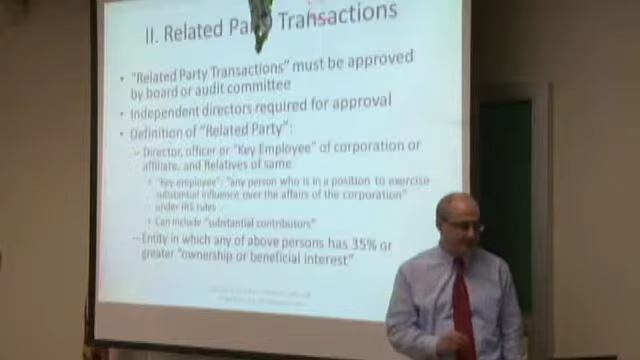 II. Related Party Transactions
• "Related Party Transactions" must be approved
by board or audit committee
• Independent directors required for approval
• Definition of "Related Party":
– Director, officer or "Key Employee" of corporation or
affiliate, and Relatives of same
• "Key employee": "any person who is in a position to exercise
substantial influence over the affairs of the corporation"
under IRS rules
• Can include "substantial contributors"
– Entity in which any of above persons has 35% or
greater "ownership or beneficial interest"